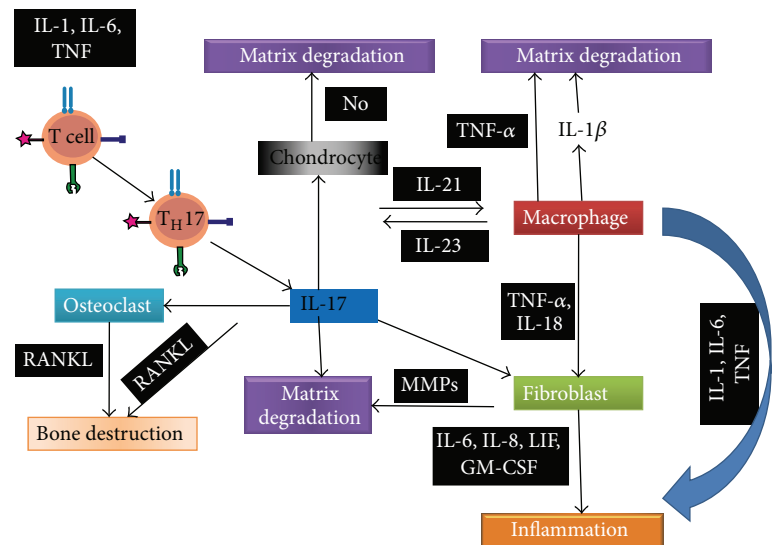 IL-1, IL-6,
TNF
Matrix degradation
Matrix degradation
No
TNF-α
IL-1β
T cell
Chondrocyte
IL-21
T_H17
Macrophage
IL-23
Osteoclast
IL-17
TNF-α,
IL-18
RANKL
RANKL
IL-1, IL-6,
TNF
Matrix
degradation
MMPs
Fibroblast
Bone destruction
IL-6, IL-8, LIF,
GM-CSF
Inflammation